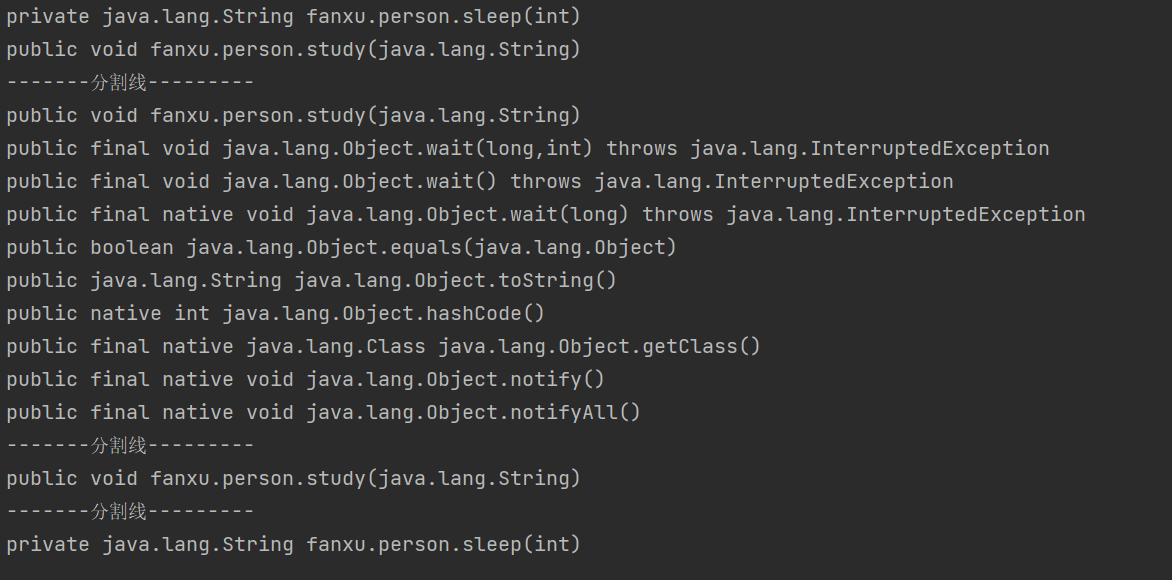 private java.lang.String fanxu.person.sleep(int)
public void fanxu.person.study(java.lang.String)
-------分割线---------
public void fanxu.person.study(java.lang.String)
public final void java.lang.Object.wait(long,int) throws java.lang.InterruptedException
public final void java.lang.Object.wait() throws java.lang.InterruptedException
public final native void java.lang.Object.wait(long) throws java.lang.InterruptedException
public boolean java.lang.Object.equals(java.lang.Object)
public java.lang.String java.lang.Object.toString()
public native int java.lang.Object.hashCode()
public final native java.lang.Class java.lang.Object.getClass()
public final native void java.lang.Object.notify()
public final native void java.lang.Object.notifyAll()
-------分割线---------
public void fanxu.person.study(java.lang.String)
-------分割线---------
private java.lang.String fanxu.person.sleep(int)